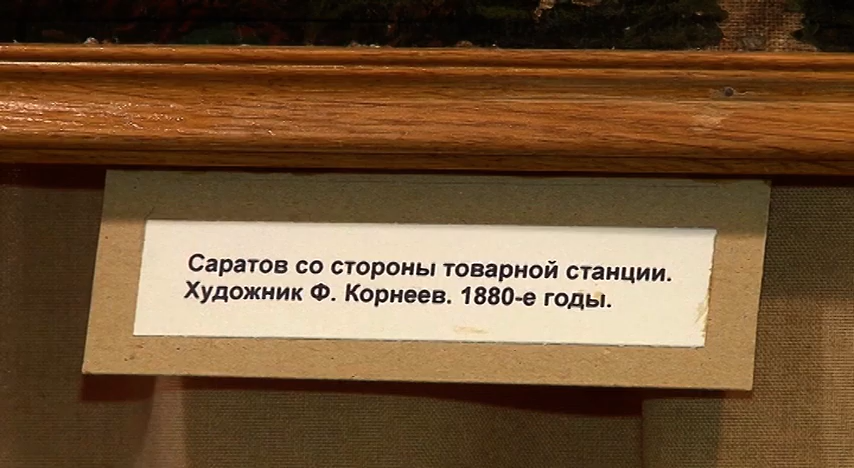 Саратов со стороны товарной станции.
Художник Ф. Корнеев. 1880-е годы.